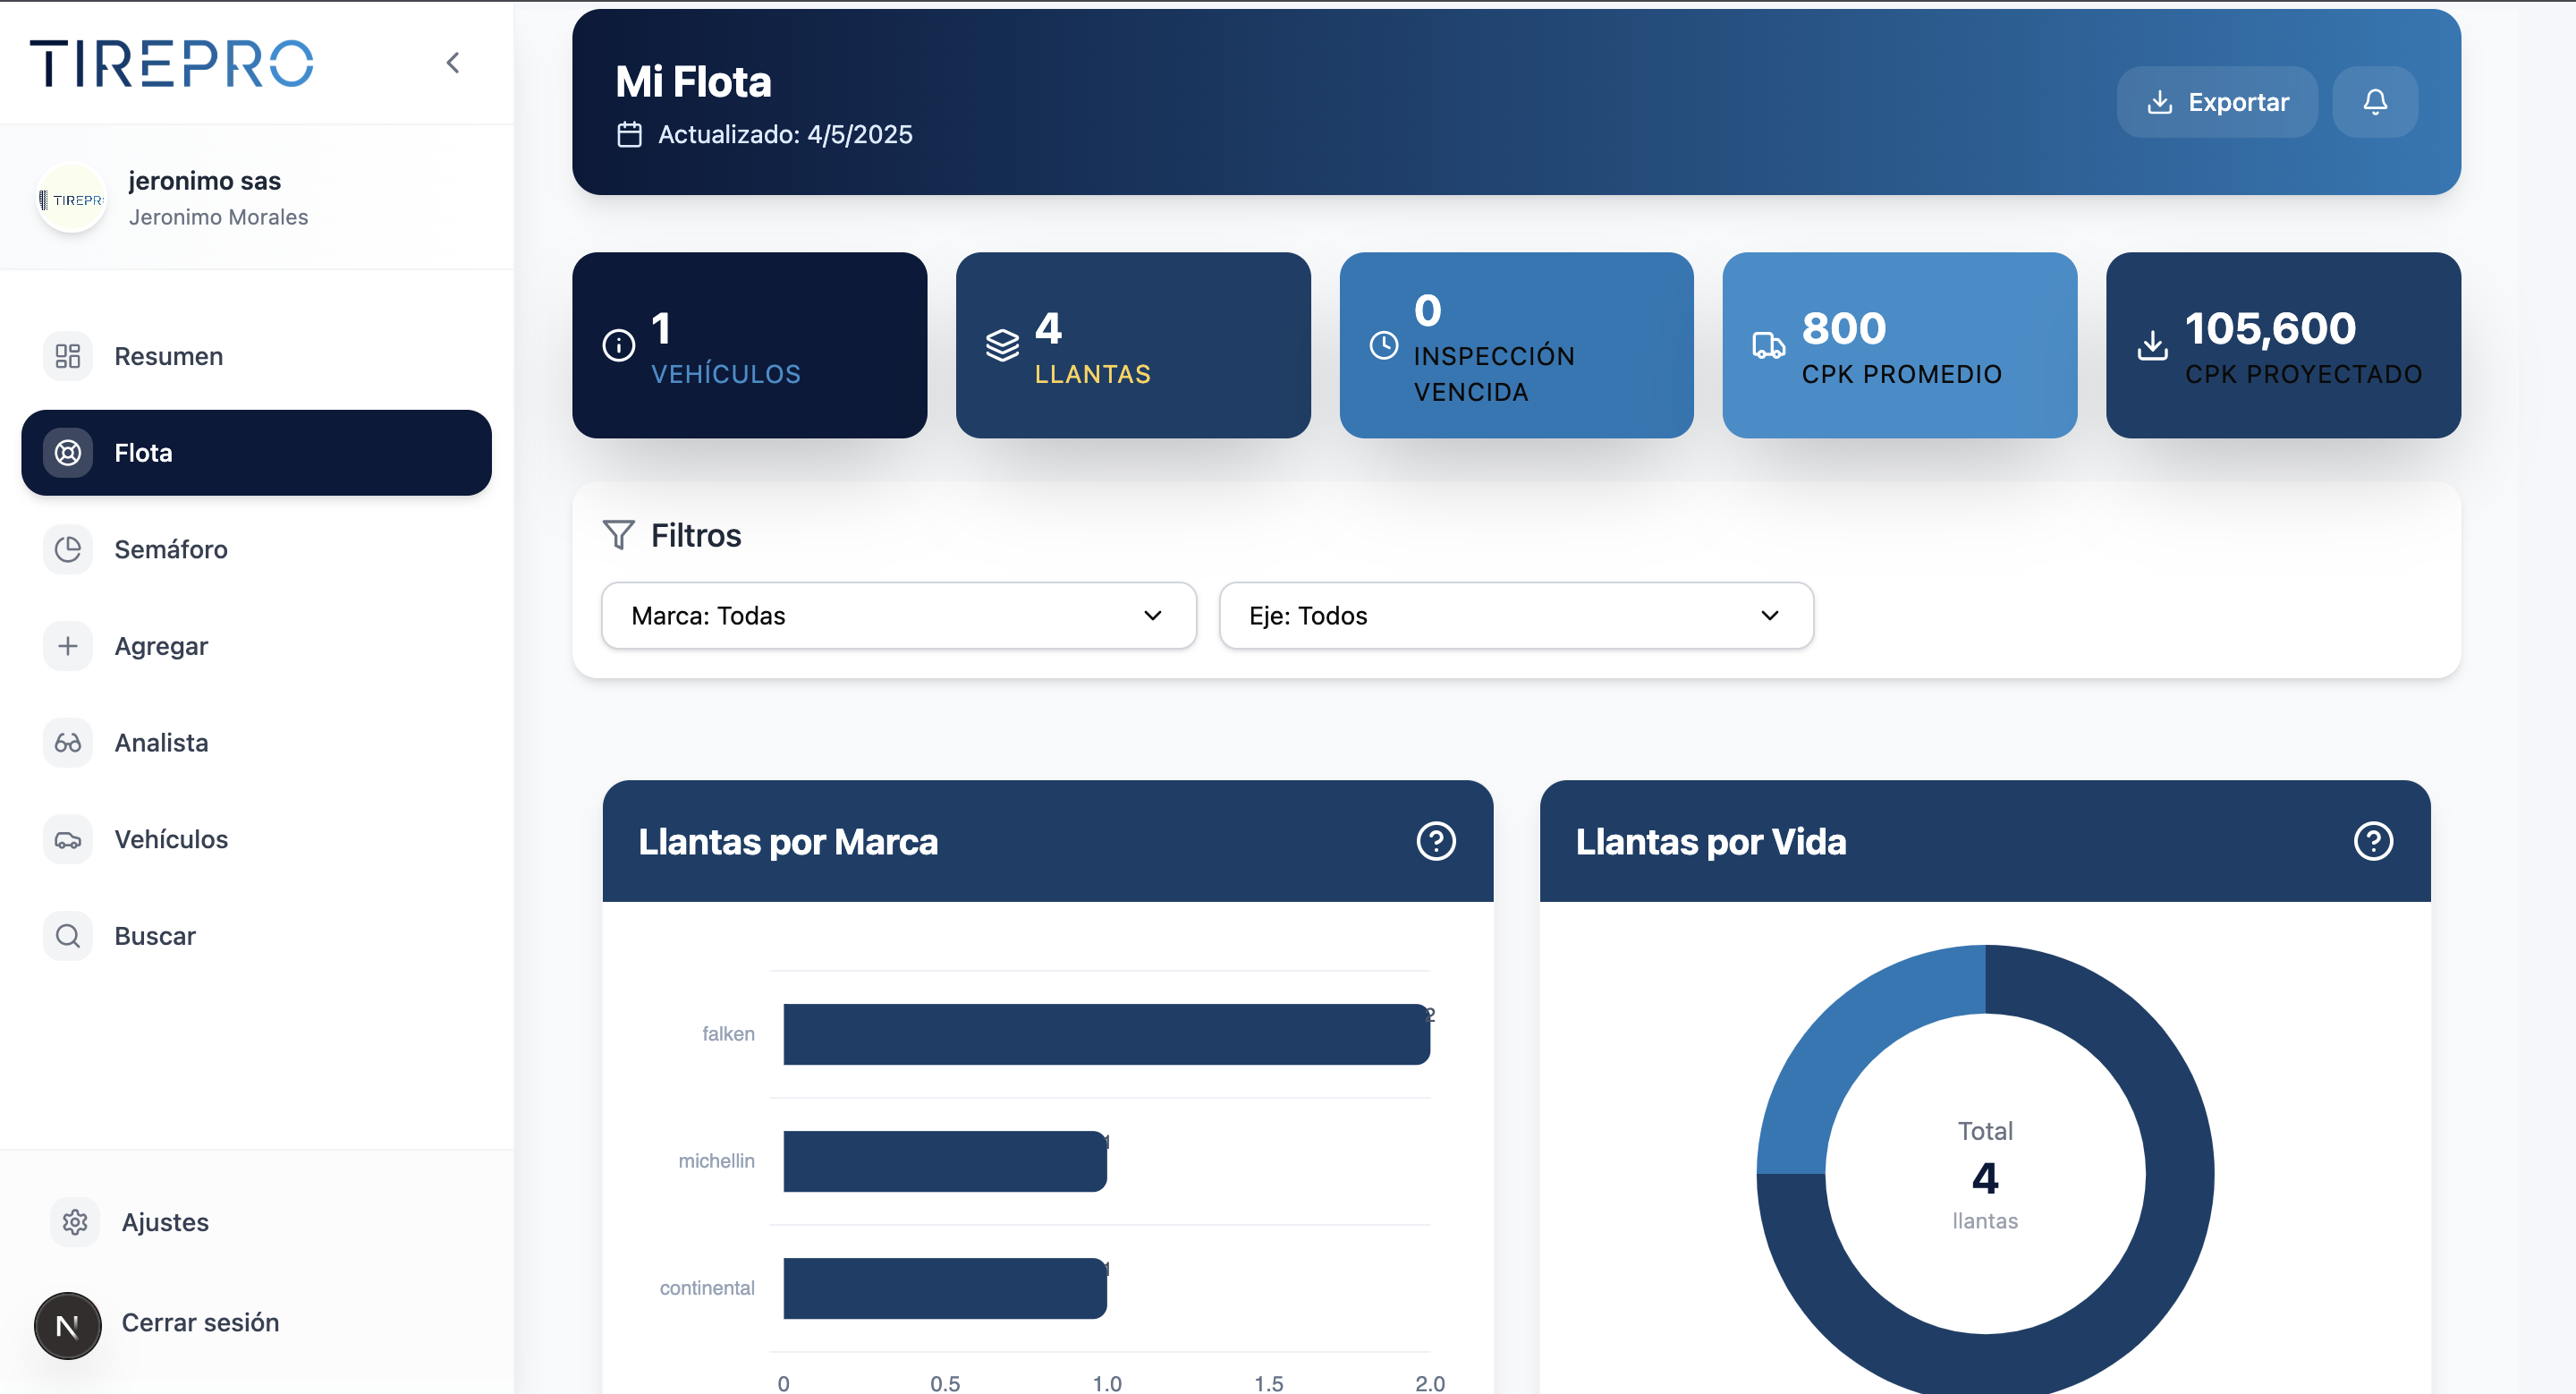 TIREPRO
jeronimo sas
Jeronimo Morales
TIREPR
Resumen
Flota
Semáforo
Agregar
Analista
Vehículos
Buscar
Ajustes
N
Cerrar sesión
Mi Flota
Actualizado: 4/5/2025
Exportar
1
VEHÍCULOS
4
LLANTAS
0
INSPECCIÓN
VENCIDA
800
CPK PROMEDIO
105,600
CPK PROYECTADO
Filtros
Marca: Todas
Eje: Todos
Llantas por Marca
?
falken
2
michellin
1
continental
1
0 0.5 1.0 1.5 2.0
Llantas por Vida
?
Total
4
llantas